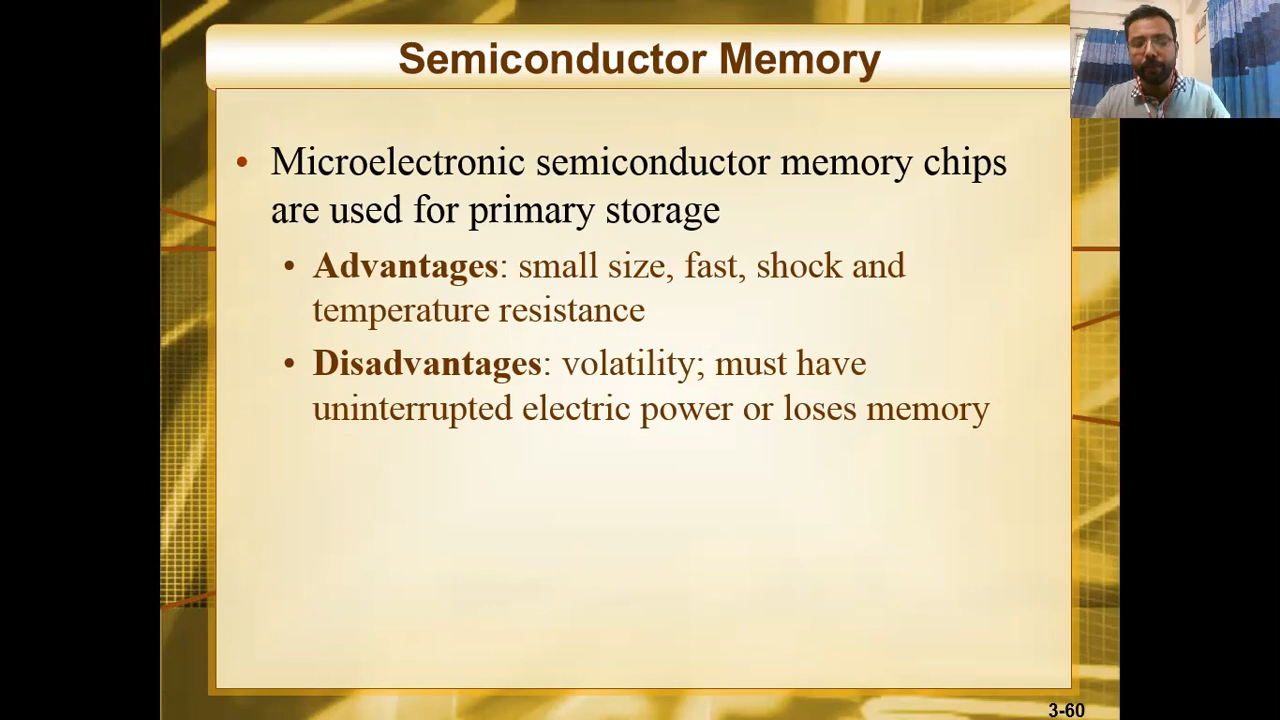 Semiconductor Memory
• Microelectronic semiconductor memory chips
are used for primary storage
• Advantages: small size, fast, shock and
temperature resistance
• Disadvantages: volatility; must have
uninterrupted electric power or loses memory
3-60